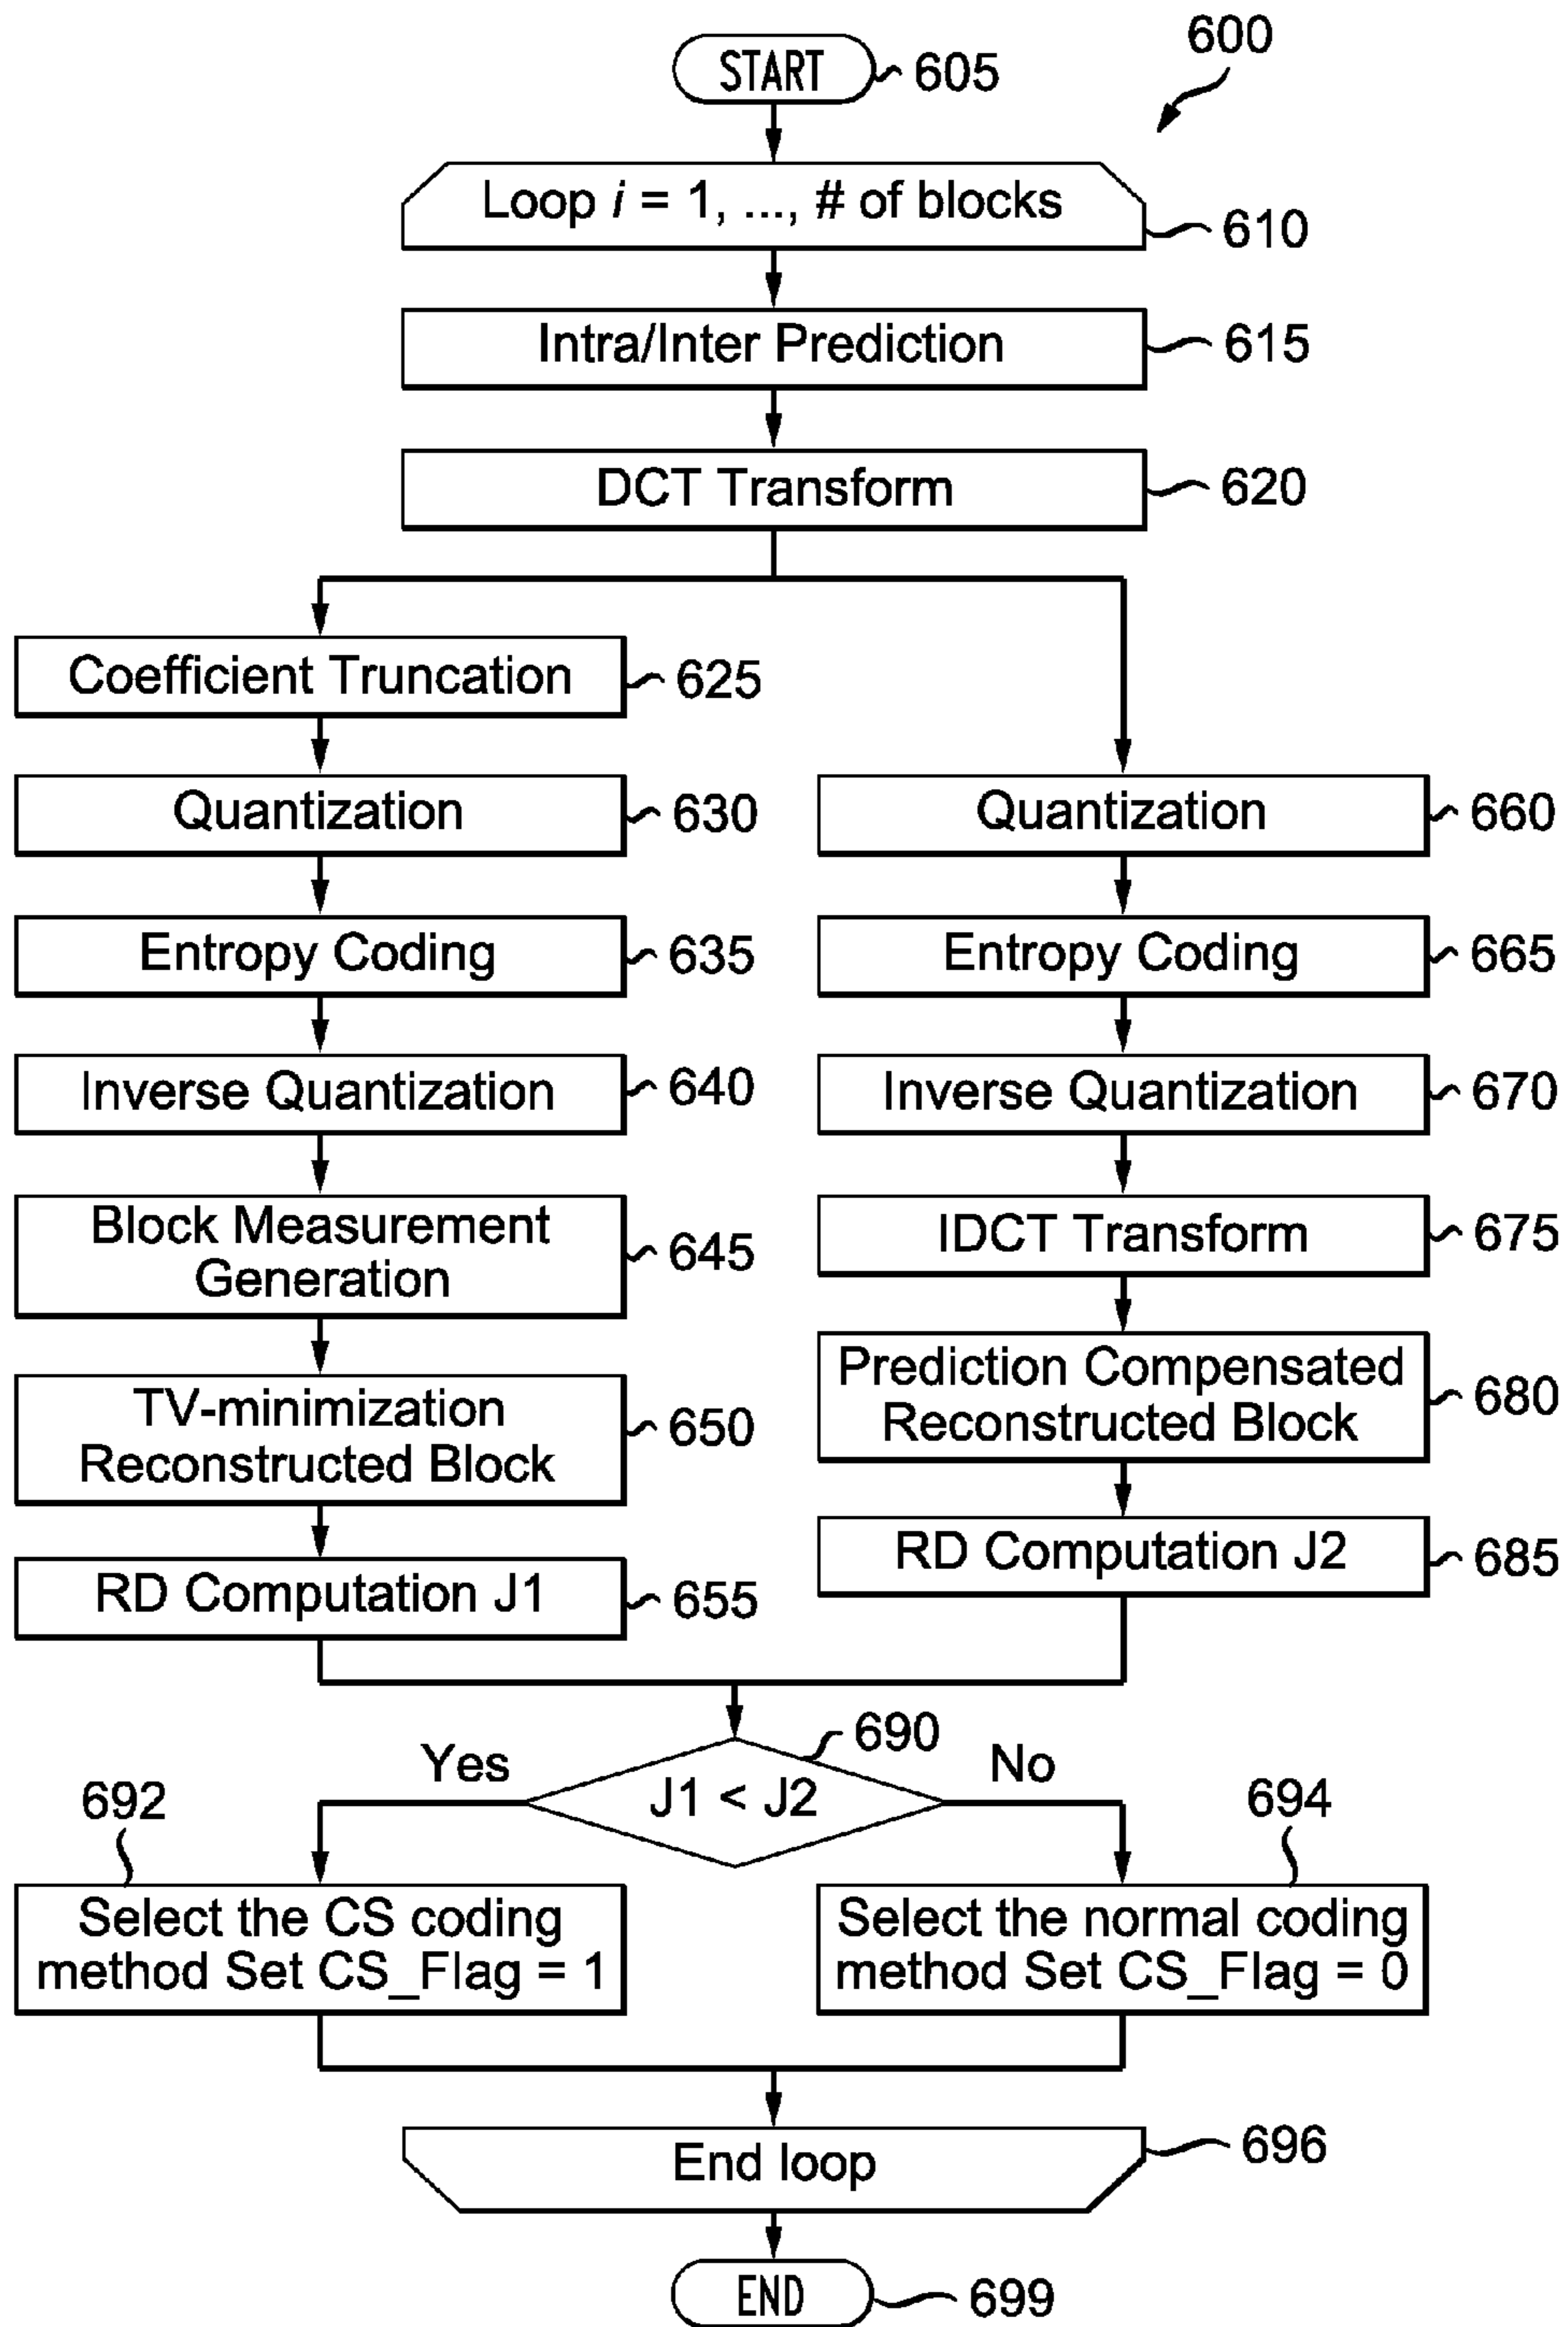 600
START
605
Loop i = 1, ..., # of blocks
610
Intra/Inter Prediction
615
DCT Transform
620
Coefficient Truncation
625
Quantization
630
Entropy Coding
635
Inverse Quantization
640
Block Measurement
Generation
645
TV-minimization
Reconstructed Block
650
RD Computation J1
655
Quantization
660
Entropy Coding
665
Inverse Quantization
670
IDCT Transform
675
Prediction Compensated
Reconstructed Block
680
RD Computation J2
685
690
J1 < J2
Yes
No
692
Select the CS coding
method Set CS_Flag = 1
694
Select the normal coding
method Set CS_Flag = 0
End loop
696
END
699